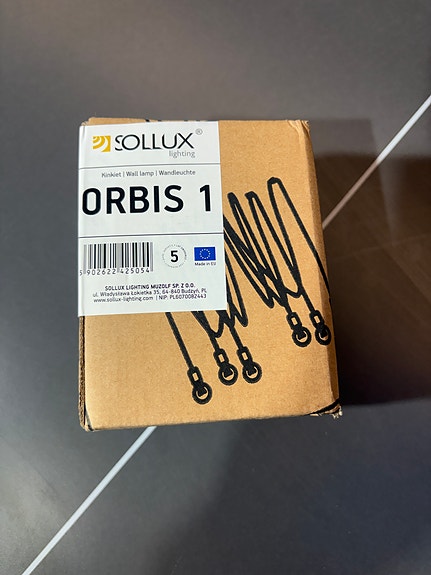 SOLLUX®
lighting
Kinkiet | Wall lamp | Wandleuchte
ORBIS 1
5
Made in EU
5 902622 425054
SOLLUX LIGHTING MUZOLF SP. Z O.O.
ul. Władysława Łokietka 35, 64-840 Budzyń, PL
www.sollux-lighting.com | NIP: PL6070082443